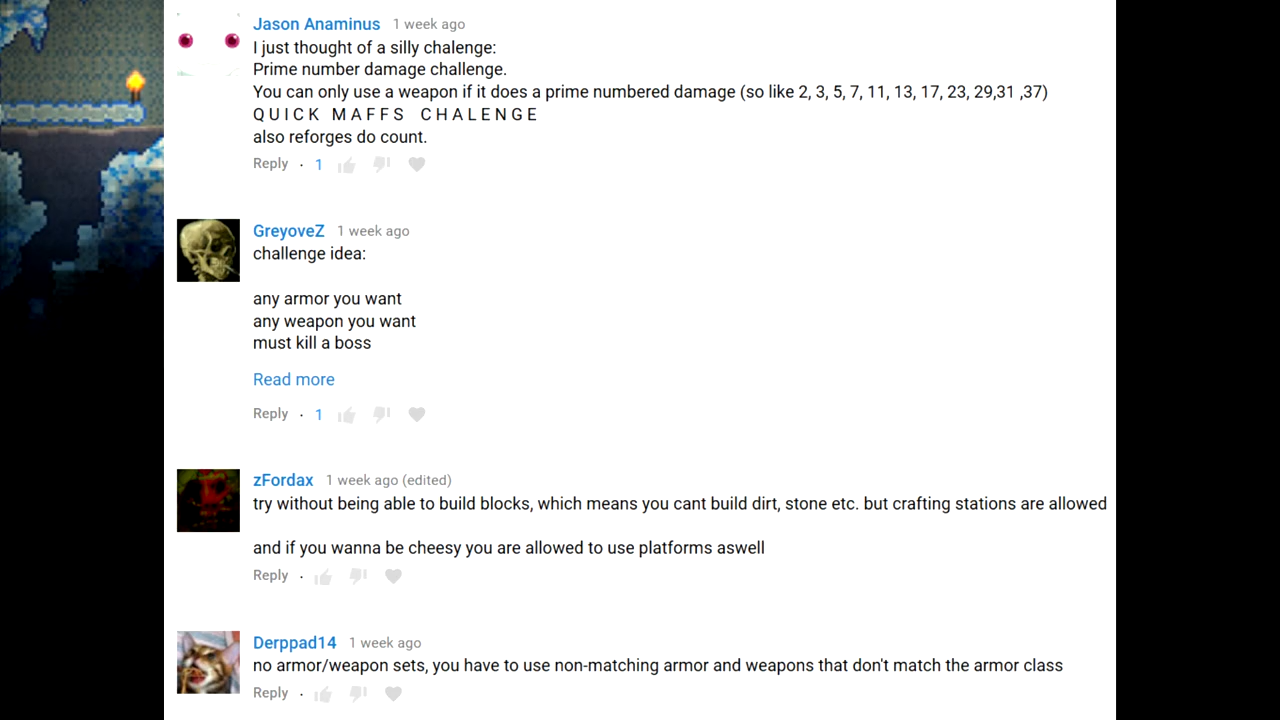 Jason Anaminus 1 week ago
I just thought of a silly chalenge:
Prime number damage challenge.
You can only use a weapon if it does a prime numbered damage (so like 2, 3, 5, 7, 11, 13, 17, 23, 29,31 ,37)
Q U I C K   M A F F S   C H A L E N G E
also reforges do count.
Reply · 1
GreyoveZ 1 week ago
challenge idea:
any armor you want
any weapon you want
must kill a boss
Read more
Reply · 1
zFordax 1 week ago (edited)
try without being able to build blocks, which means you cant build dirt, stone etc. but crafting stations are allowed
and if you wanna be cheesy you are allowed to use platforms aswell
Reply ·
Derppad14 1 week ago
no armor/weapon sets, you have to use non-matching armor and weapons that don't match the armor class
Reply ·